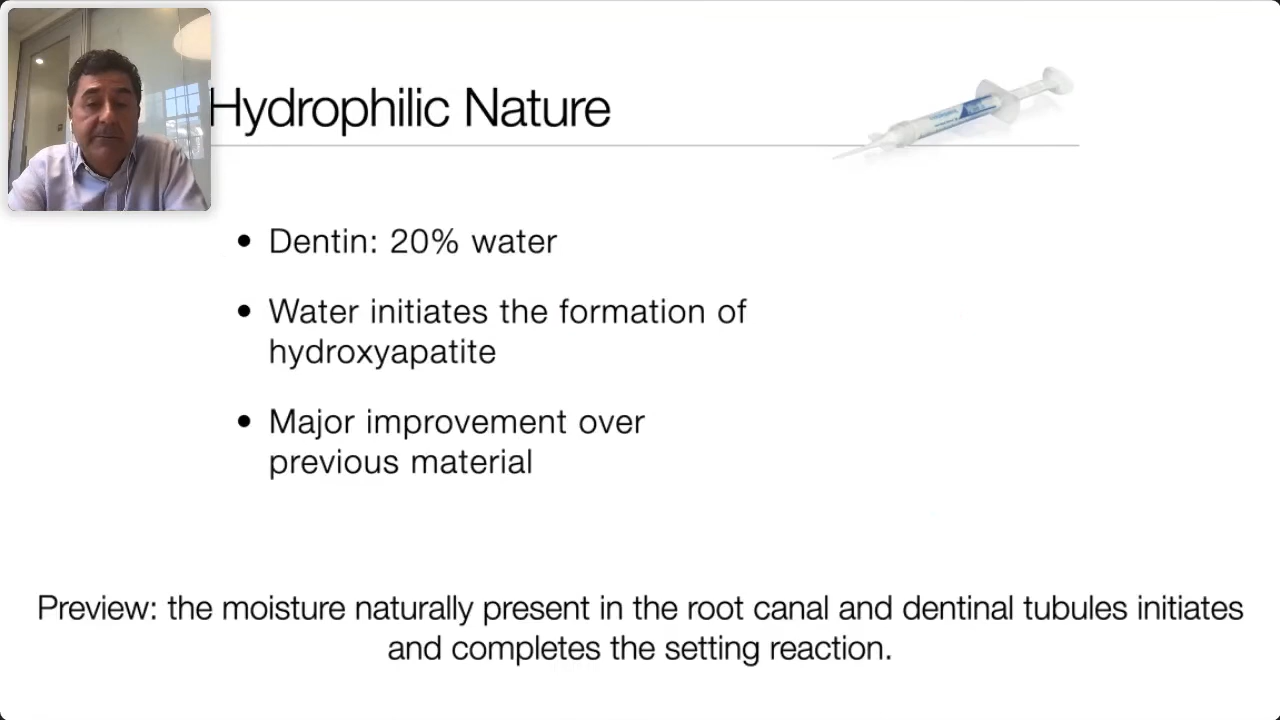 Hydrophilic Nature
• Dentin: 20% water
• Water initiates the formation of
hydroxyapatite
• Major improvement over
previous material
Preview: the moisture naturally present in the root canal and dentinal tubules initiates
and completes the setting reaction.